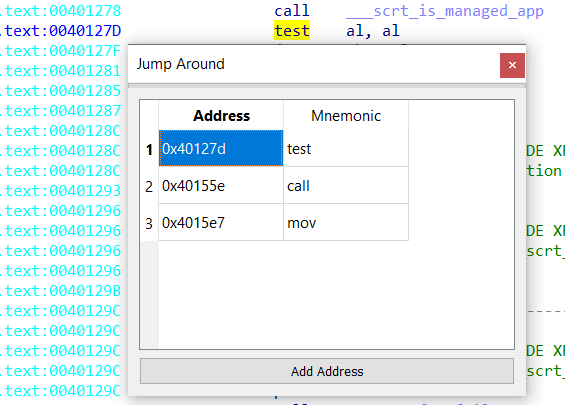 .text:00401278 call ___scrt_is_managed_app
.text:0040127D test al, al
.text:0040127F
.text:00401281
.text:00401285
.text:00401287
.text:0040128C
.text:0040128C DE XR
.text:0040128C tion
.text:00401293
.text:00401296
.text:00401296 DE XR
.text:00401296 scrt_
.text:00401296
.text:0040129B
.text:0040129C
.text:0040129C
.text:0040129C DE XR
.text:0040129C scrt_
.text:0040129C
Jump Around
Address Mnemonic
1 0x40127d test
2 0x40155e call
3 0x4015e7 mov
Add Address